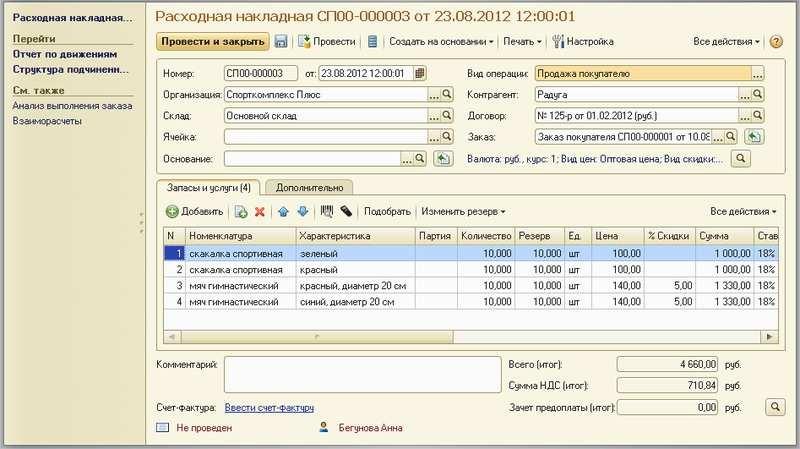 Расходная накладная...
Перейти
Отчет по движениям
Структура подчиненн...
См. также
Анализ выполнения заказа
Взаиморасчеты
Расходная накладная СП00-000003 от 23.08.2012 12:00:01
Провести и закрыть Провести Создать на основании Печать Настройка Все действия
Номер: СП00-000003 от: 23.08.2012 12:00:01 Вид операции: Продажа покупателю
Организация: Спорткомплекс Плюс Контрагент: Радуга
Склад: Основной склад Договор: № 125-р от 01.02.2012 (руб.)
Ячейка: Заказ: Заказ покупателя СП00-000001 от 10.08
Основание: Валюта: руб., курс: 1; Вид цен: Оптовая цена; Вид скидки:...
Запасы и услуги (4) Дополнительно
Добавить Подобрать Изменить резерв Все действия
N Номенклатура Характеристика Партия Количество Резерв Ед. Цена % Скидки Сумма Став
1 скакалка спортивная зеленый 10,000 10,000 шт 100,00 1 000,00 18%
2 скакалка спортивная красный 10,000 10,000 шт 100,00 1 000,00 18%
3 мяч гимнастический красный, диаметр 20 см 10,000 10,000 шт 140,00 5,00 1 330,00 18%
4 мяч гимнастический синий, диаметр 20 см 10,000 10,000 шт 140,00 5,00 1 330,00 18%
Комментарий: Всего (итог): 4 660,00 руб.
Сумма НДС (итог): 710,84 руб.
Счет-фактура: Ввести счет-фактуру Зачет предоплаты (итог): 0,00 руб.
Не проведен Бегунова Анна